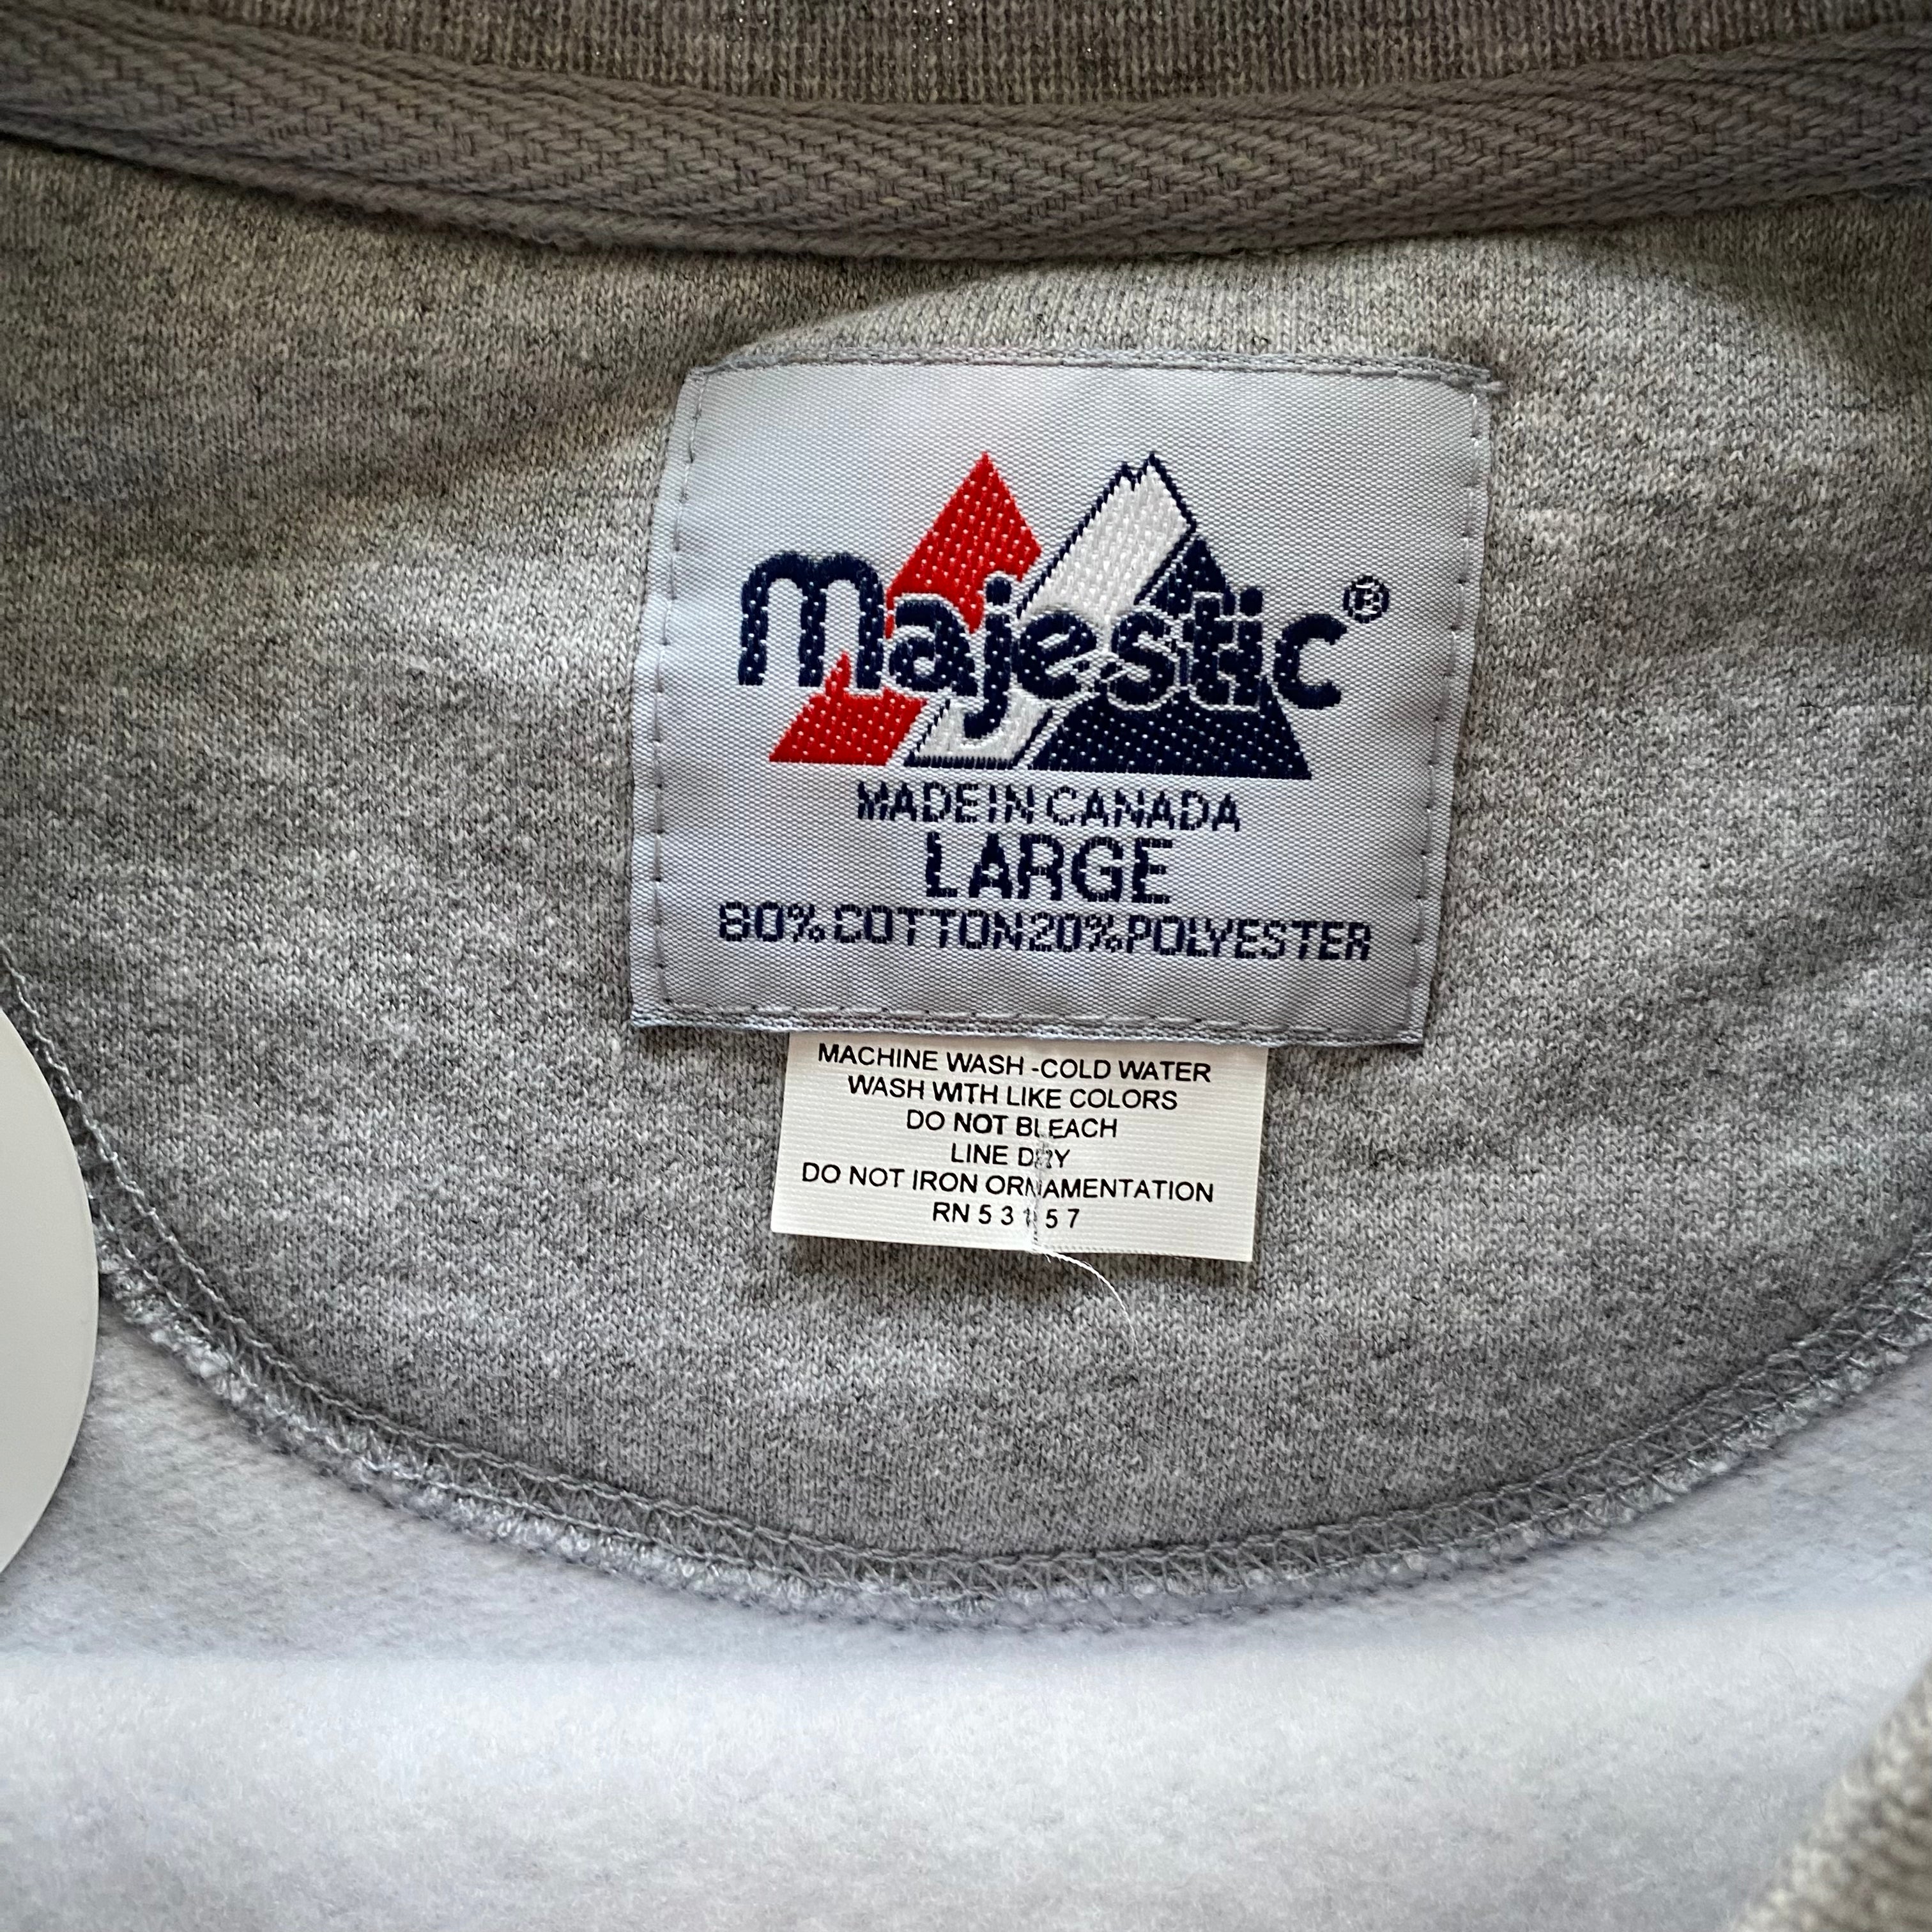 majestic®
MADE IN CANADA
LARGE
80% COTTON 20% POLYESTER
MACHINE WASH -COLD WATER
WASH WITH LIKE COLORS
DO NOT BLEACH
LINE DRY
DO NOT IRON ORNAMENTATION
RN